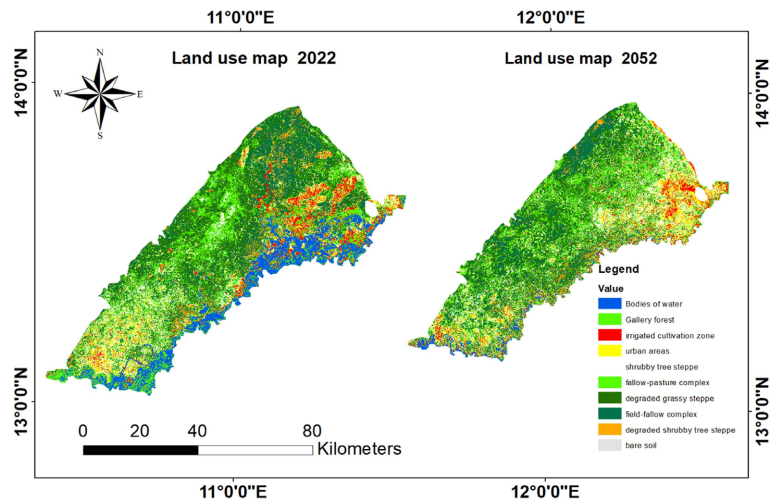 11°0'0"E
12°0'0"E
Land use map 2022
Land use map 2052
14°0'0"N
14°0'0"N
N
W
E
S
Legend
Value
Bodies of water
Gallery forest
irrigated cultivation zone
urban areas
shrubby tree steppe
fallow-pasture complex
degraded grassy steppe
field-fallow complex
degraded shrubby tree steppe
bare soil
13°0'0"N
13°0'0"N
0 20 40 80
Kilometers
11°0'0"E
12°0'0"E